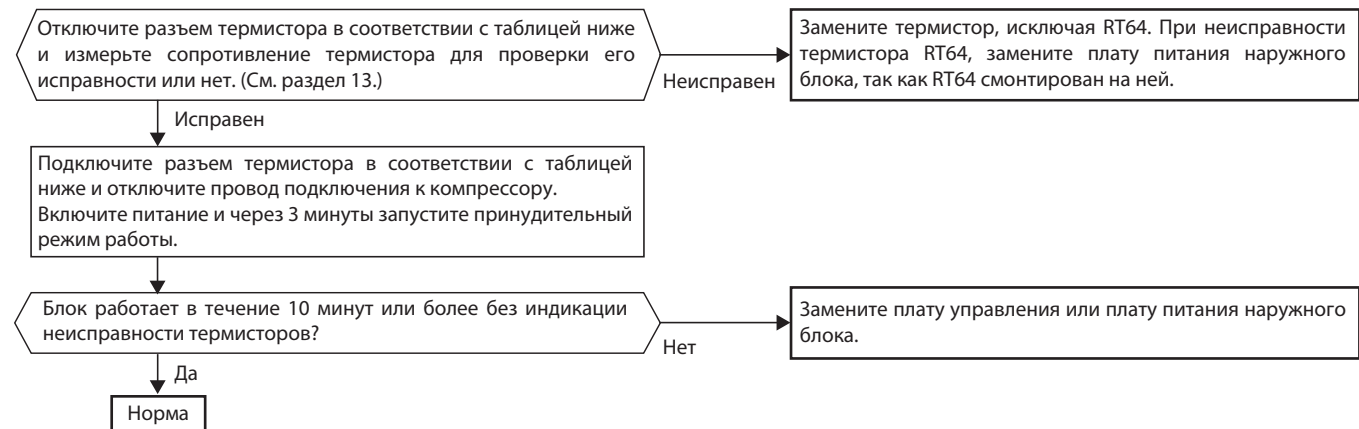 Отключите разъем термистора в соответствии с таблицей ниже
и измерьте сопротивление термистора для проверки его
исправности или нет. (См. раздел 13.)
Неисправен
Замените термистор, исключая RT64. При неисправности
термистора RT64, замените плату питания наружного
блока, так как RT64 смонтирован на ней.
Исправен
Подключите разъем термистора в соответствии с таблицей
ниже и отключите провод подключения к компрессору.
Включите питание и через 3 минуты запустите принудительный
режим работы.
Блок работает в течение 10 минут или более без индикации
неисправности термисторов?
Нет
Замените плату управления или плату питания наружного
блока.
Да
Норма